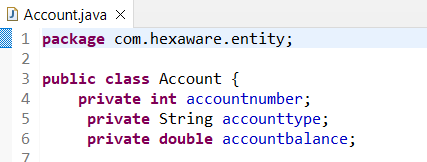 Account.java
1 package com.hexaware.entity;
2
3 public class Account {
4     private int accountnumber;
5      private String accounttype;
6      private double accountbalance;